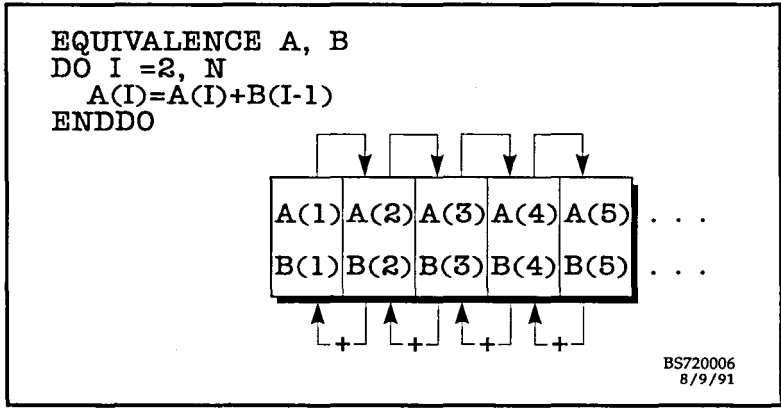 EQUIVALENCE A, B
DO I =2, N
A(I)=A(I)+B(I-1)
ENDDO
A(1) A(2) A(3) A(4) A(5) . . .
B(1) B(2) B(3) B(4) B(5) . . .
+ + + +
BS720006
8/9/91